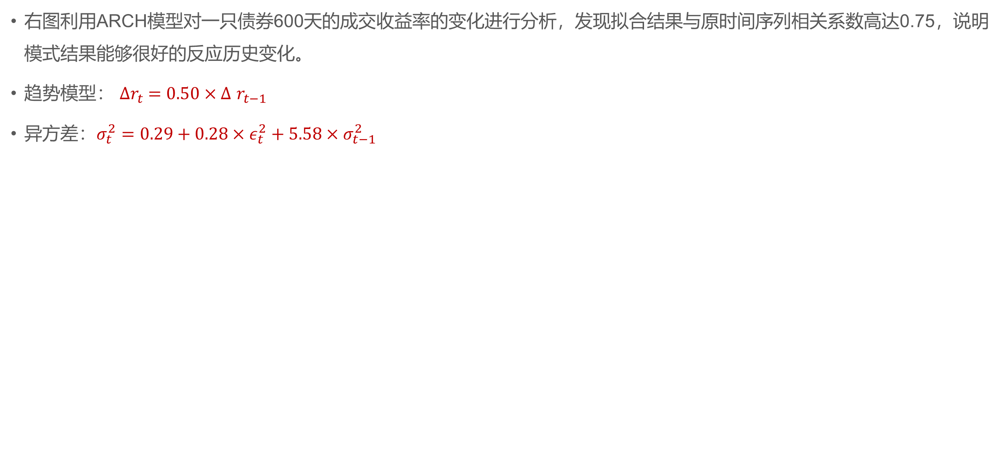 • 右图利用ARCH模型对一只债券600天的成交收益率的变化进行分析，发现拟合结果与原时间序列相关系数高达0.75，说明
模式结果能够很好的反应历史变化。
• 趋势模型： Δr_t = 0.50 × Δ r_{t−1}
• 异方差：σ_t^2 = 0.29 + 0.28 × ϵ_t^2 + 5.58 × σ_{t−1}^2